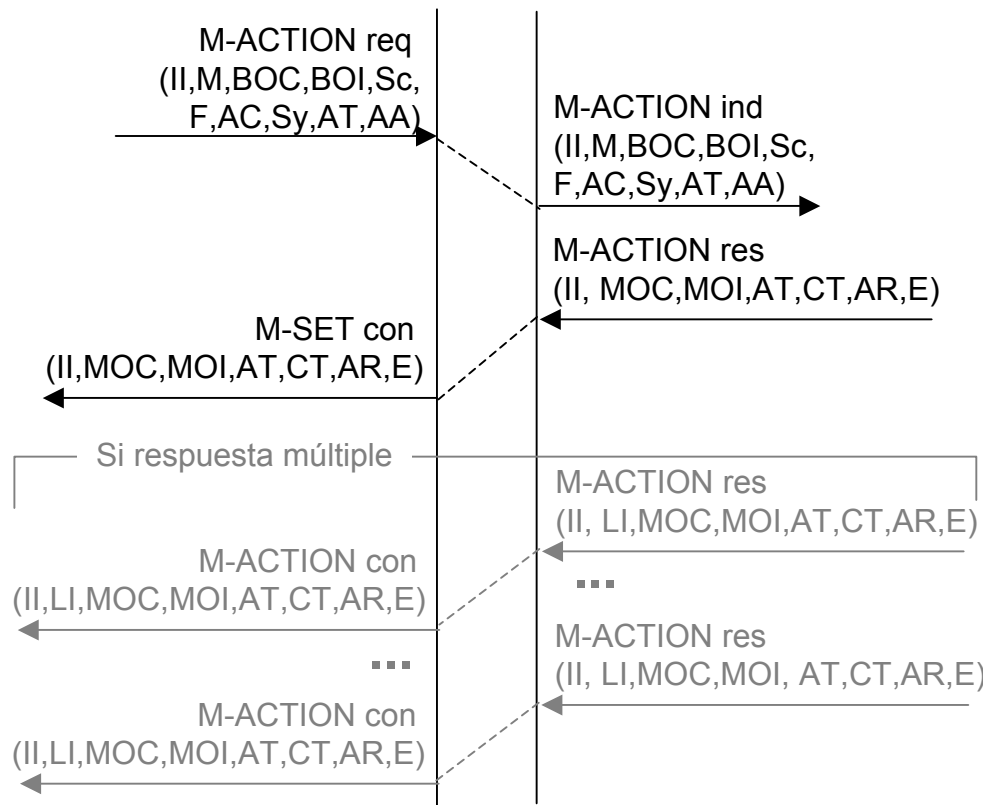 M-ACTION req
(II,M,BOC,BOI,Sc,
F,AC,Sy,AT,AA)
M-ACTION ind
(II,M,BOC,BOI,Sc,
F,AC,Sy,AT,AA)
M-ACTION res
(II, MOC,MOI,AT,CT,AR,E)
M-SET con
(II,MOC,MOI,AT,CT,AR,E)
Si respuesta múltiple
M-ACTION res
(II, LI,MOC,MOI,AT,CT,AR,E)
M-ACTION con
(II,LI,MOC,MOI,AT,CT,AR,E)
...
...
M-ACTION res
(II, LI,MOC,MOI, AT,CT,AR,E)
M-ACTION con
(II,LI,MOC,MOI,AT,CT,AR,E)